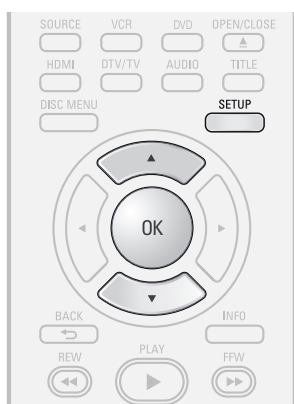 SOURCE VCR DVD OPEN/CLOSE
HDMI DTV/TV AUDIO TITLE
DISC MENU SETUP
OK
BACK INFO
REW PLAY FFW